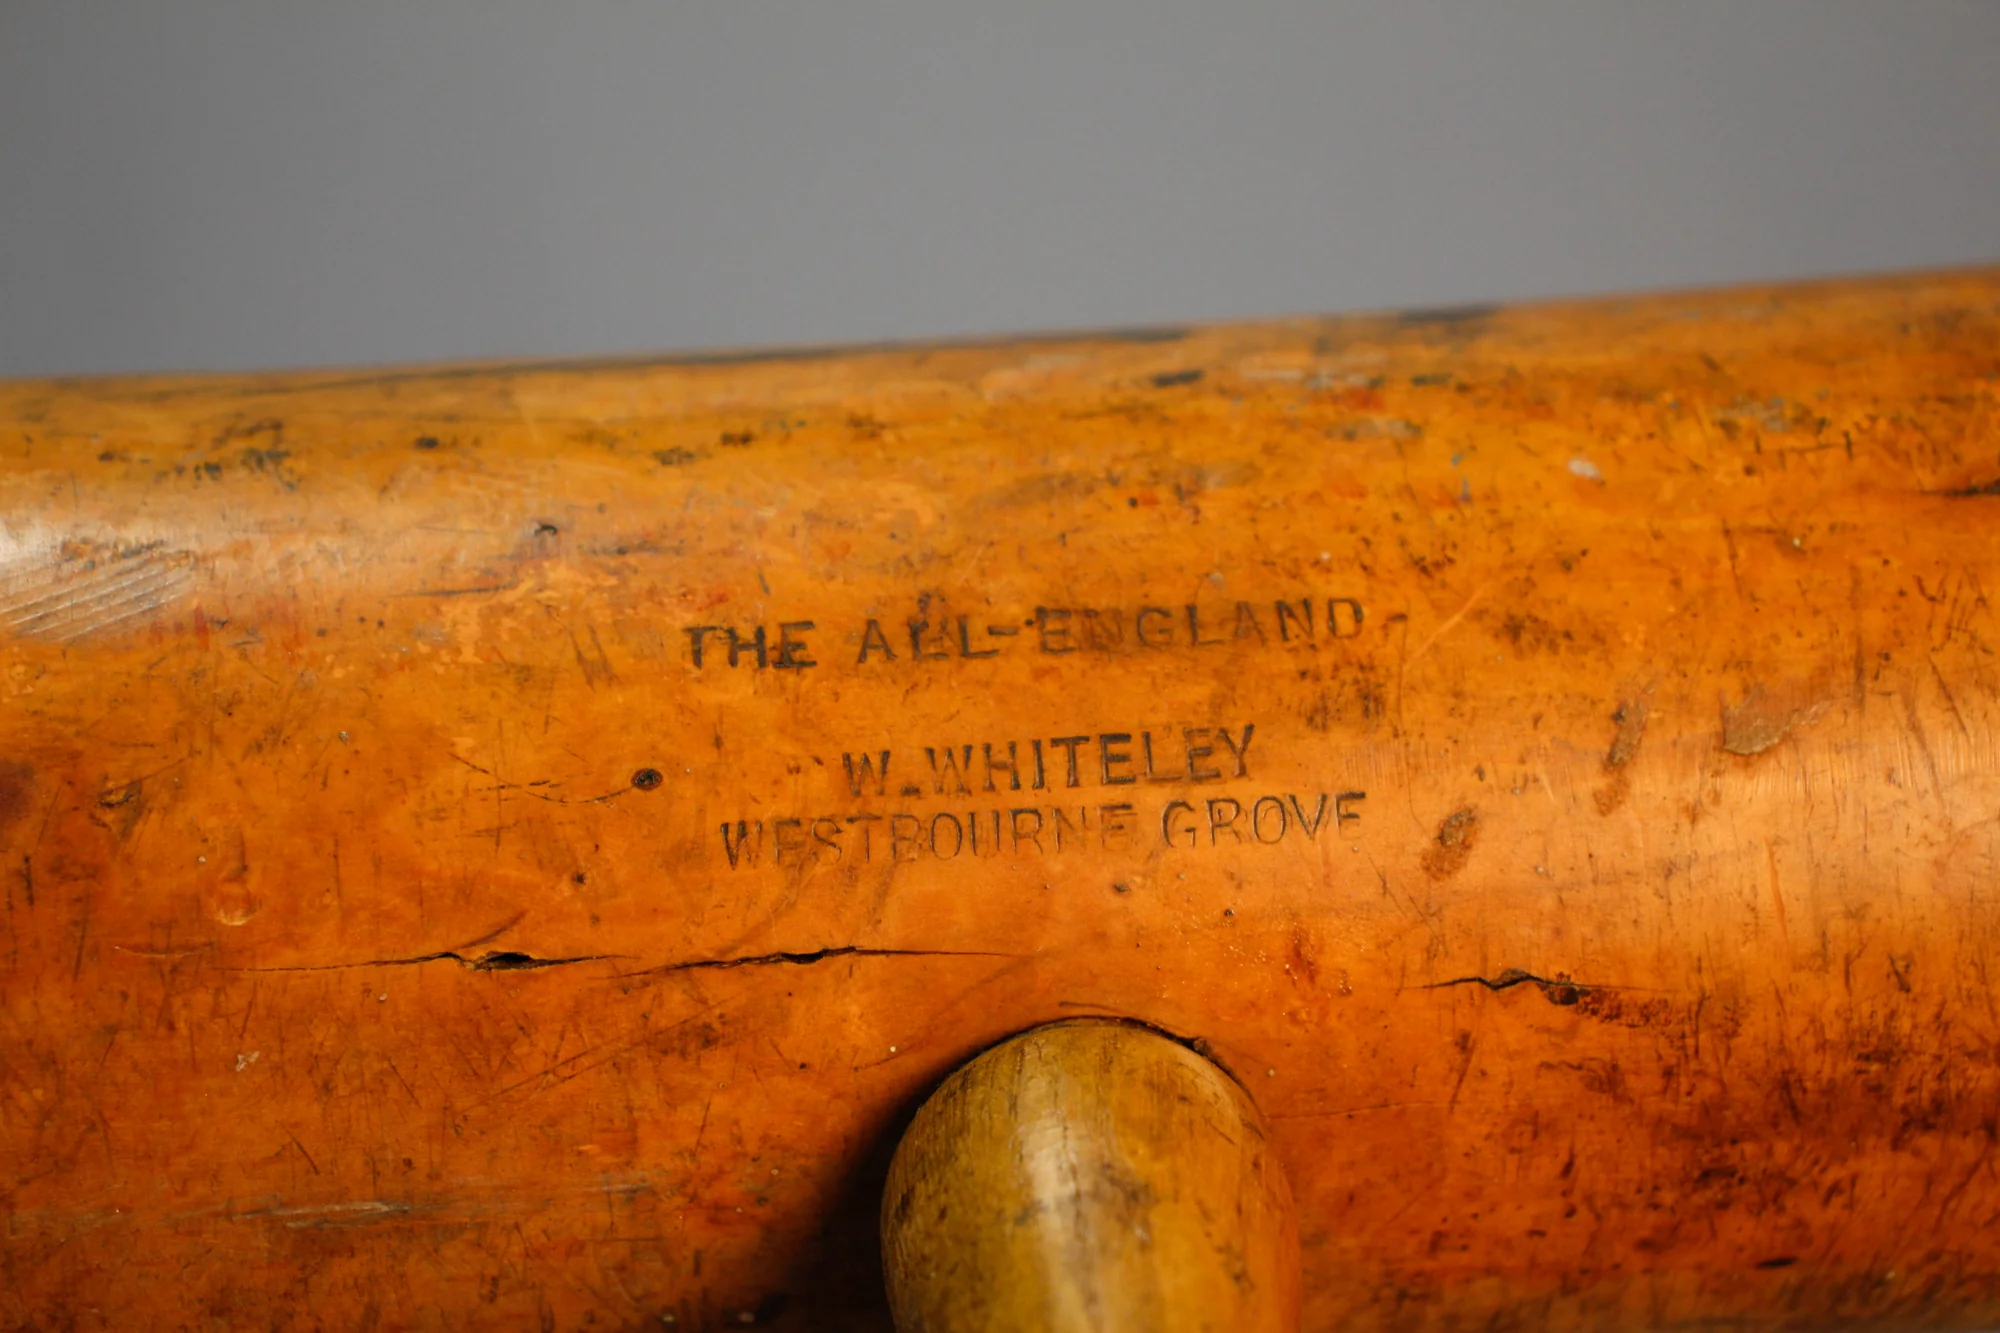 THE ALL-ENGLAND
W. WHITELEY
WESTBOURNE GROVE